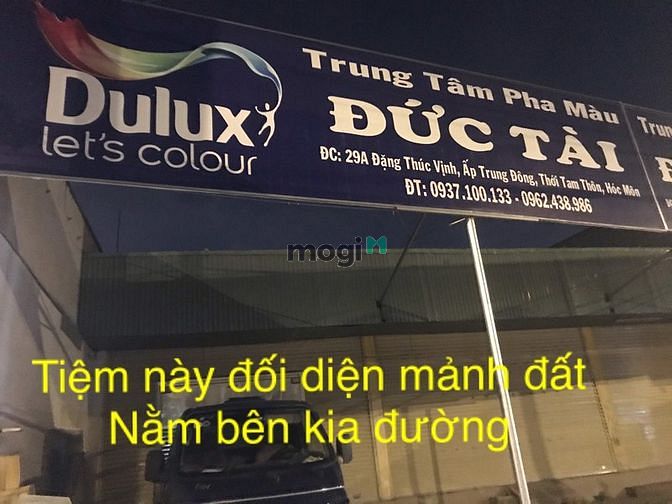 Dulux
let's colour
Trung Tâm Pha Màu
ĐỨC TÀI
ĐC: 29A Đặng Thúc Vịnh, Ấp Trung Đông, Thới Tam Thôn, Hóc Môn
ĐT: 0937.100.133 - 0962.438.986
Trun
mogi
Tiệm này đối diện mảnh đất
Nằm bên kia đường